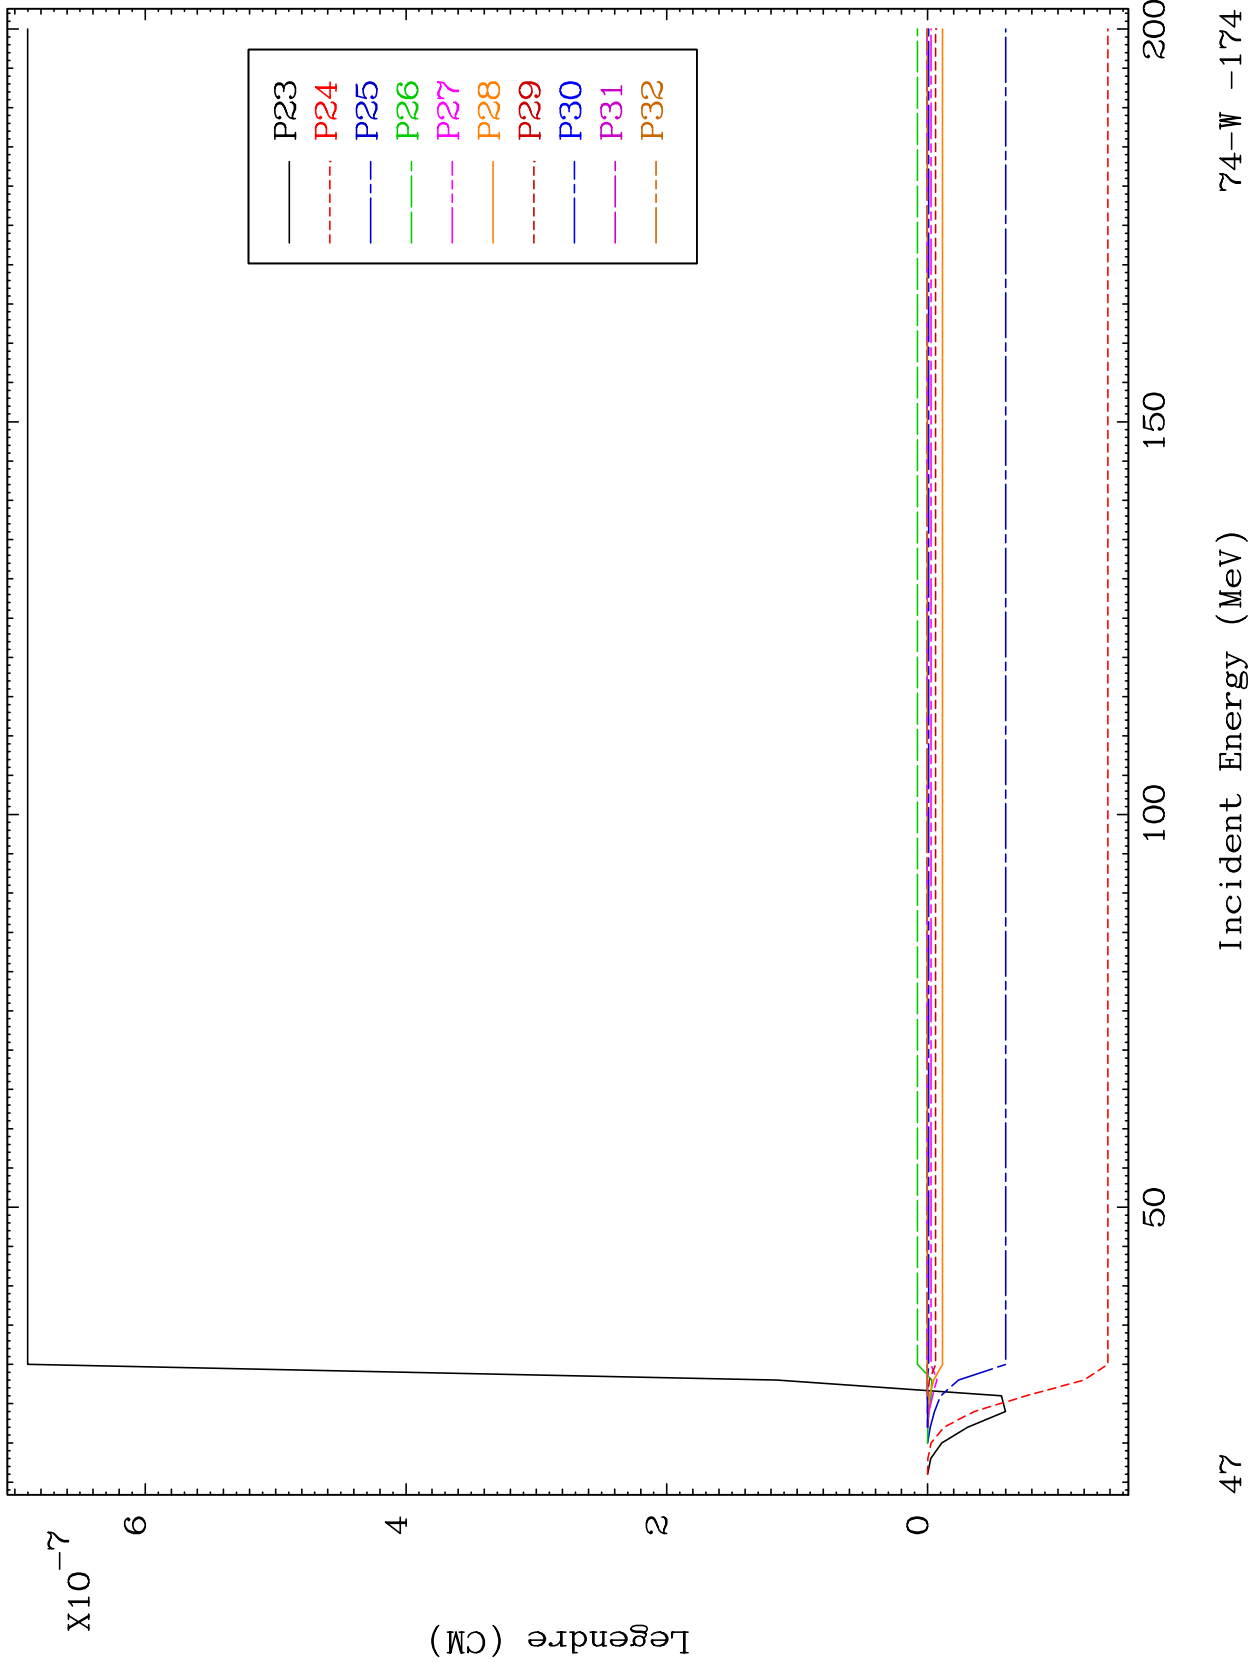 X10-7
6
4
2
0
Legendre (CM)
P23
P24
P25
P26
P27
P28
P29
P30
P31
P32
50
100
150
200
47
Incident Energy (MeV)
74-W -174